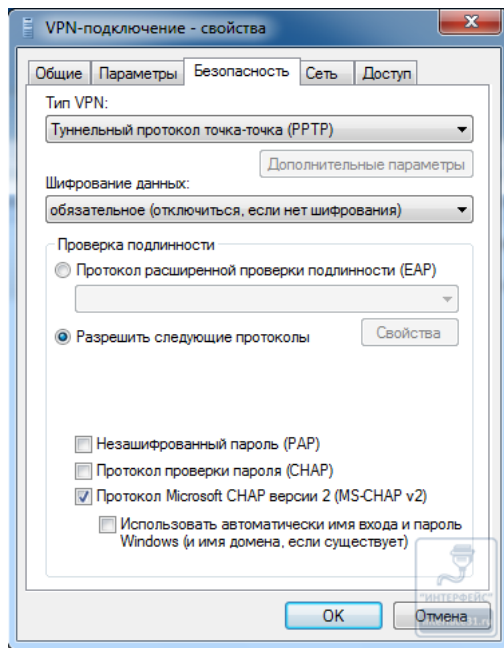 VPN-подключение - свойства
Общие Параметры Безопасность Сеть Доступ
Тип VPN:
Туннельный протокол точка-точка (PPTP)
Дополнительные параметры
Шифрование данных:
обязательное (отключиться, если нет шифрования)
Проверка подлинности
Протокол расширенной проверки подлинности (EAP)
Разрешить следующие протоколы
Свойства
Незашифрованный пароль (PAP)
Протокол проверки пароля (CHAP)
Протокол Microsoft CHAP версии 2 (MS-CHAP v2)
Использовать автоматически имя входа и пароль
Windows (и имя домена, если существует)
"ИНТЕРФЕЙС"
OK Отмена